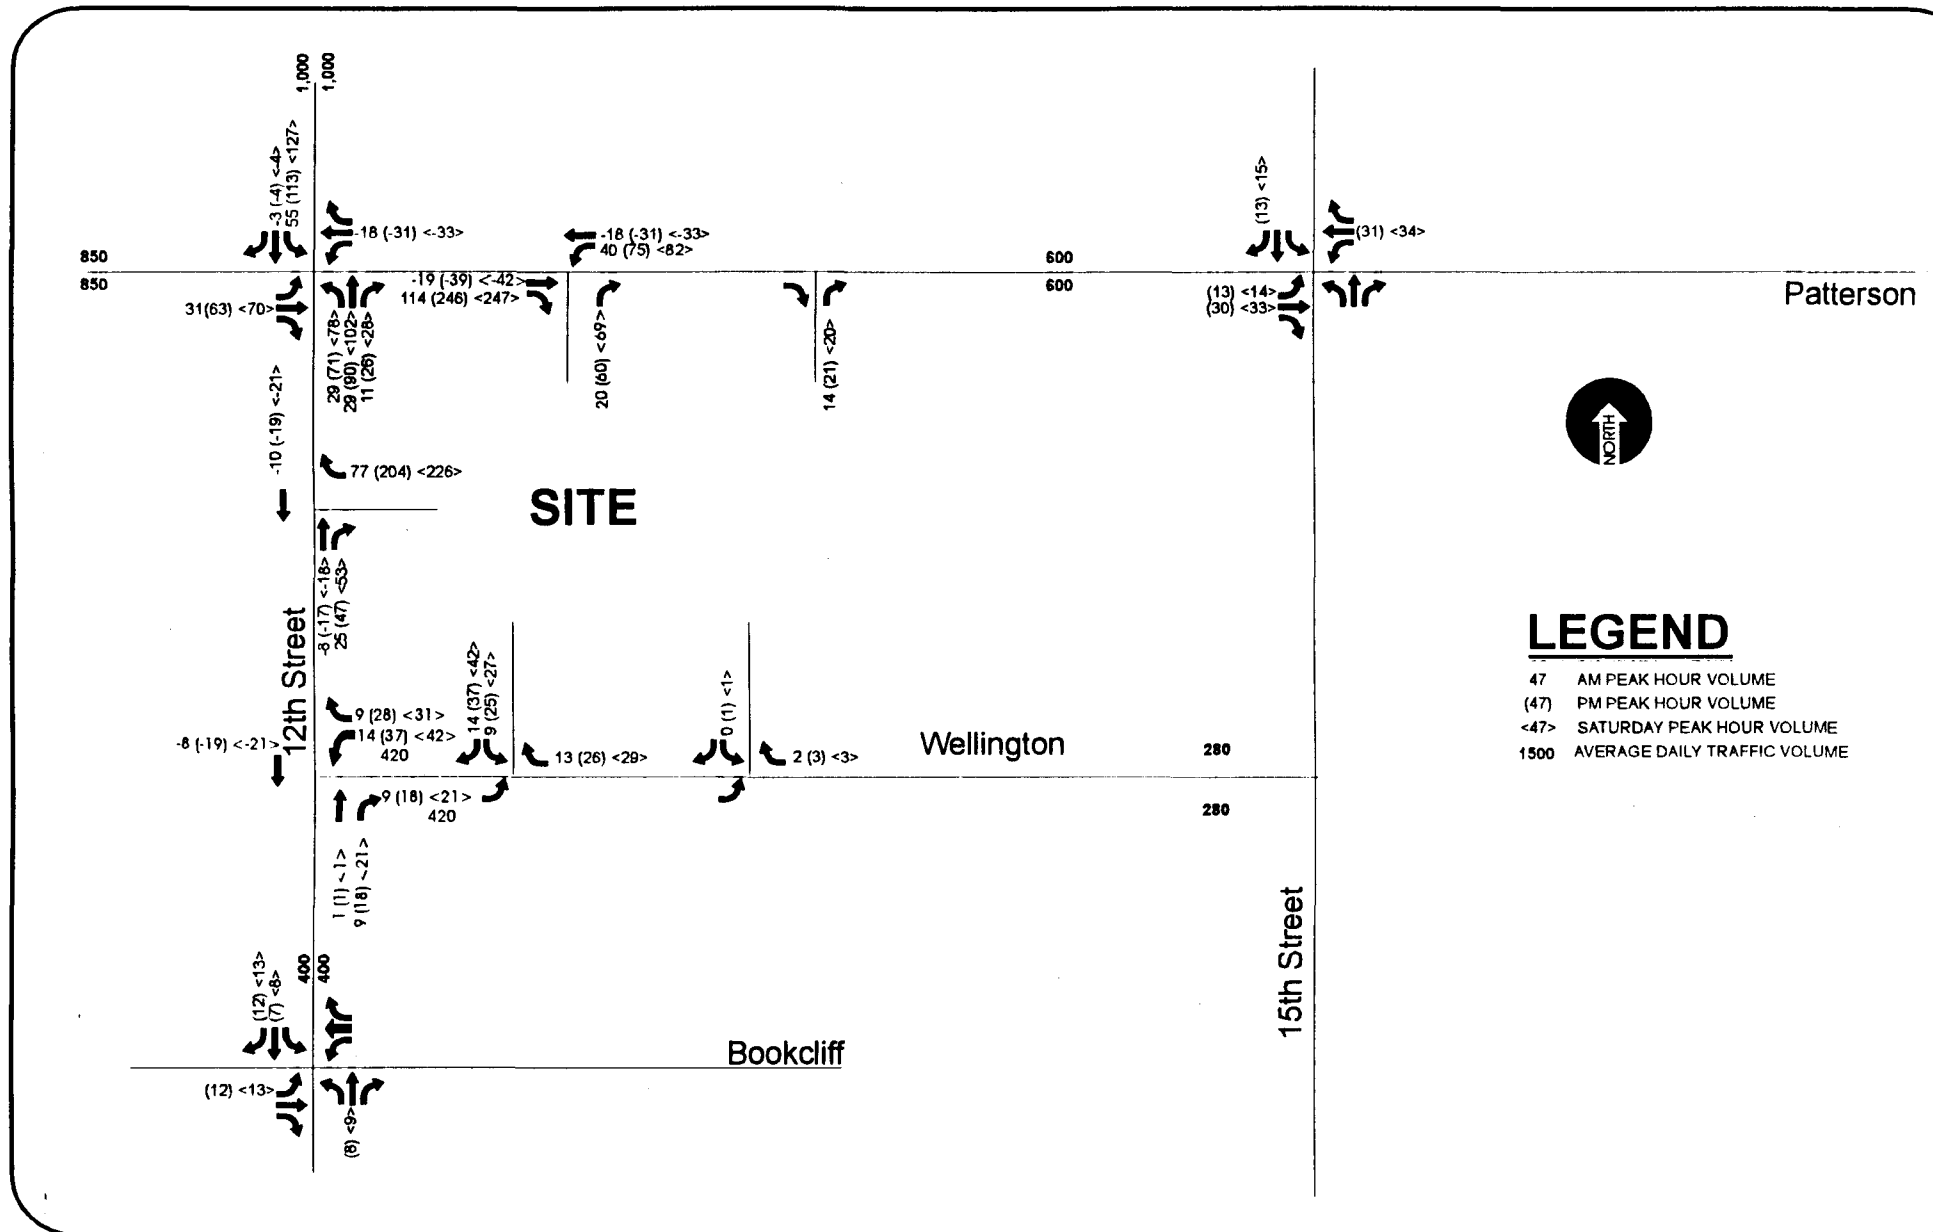 1,000
1,000
-3 (-4) <-4>
55 (113) <127>
-18 (-31) <-33>
-18 (-31) <-33>
40 (75) <82>
(13) <15>
(31) <34>
850
850
600
600
-19 (-39) <-42>
114 (246) <247>
31(63) <70>
(13) <14>
(30) <33>
Patterson
29 (71) <78>
29 (90) <102>
11 (26) <28>
20 (60) <69>
14 (21) <20>
-10 (-19) <-21>
NORTH
77 (204) <226>
SITE
-8 (-17) <-18>
25 (47) <53>
12th Street
LEGEND
47 AM PEAK HOUR VOLUME
(47) PM PEAK HOUR VOLUME
<47> SATURDAY PEAK HOUR VOLUME
1500 AVERAGE DAILY TRAFFIC VOLUME
14 (37) <42>
9 (25) <27>
0 (1) <1>
9 (28) <31>
14 (37) <42>
420
-8 (-19) <-21>
13 (26) <29>
2 (3) <3>
Wellington
280
280
9 (18) <21>
420
1 (1) <1>
9 (18) <21>
15th Street
400
400
(12) <13>
(7) <8>
Bookcliff
(12) <13>
(8) <9>